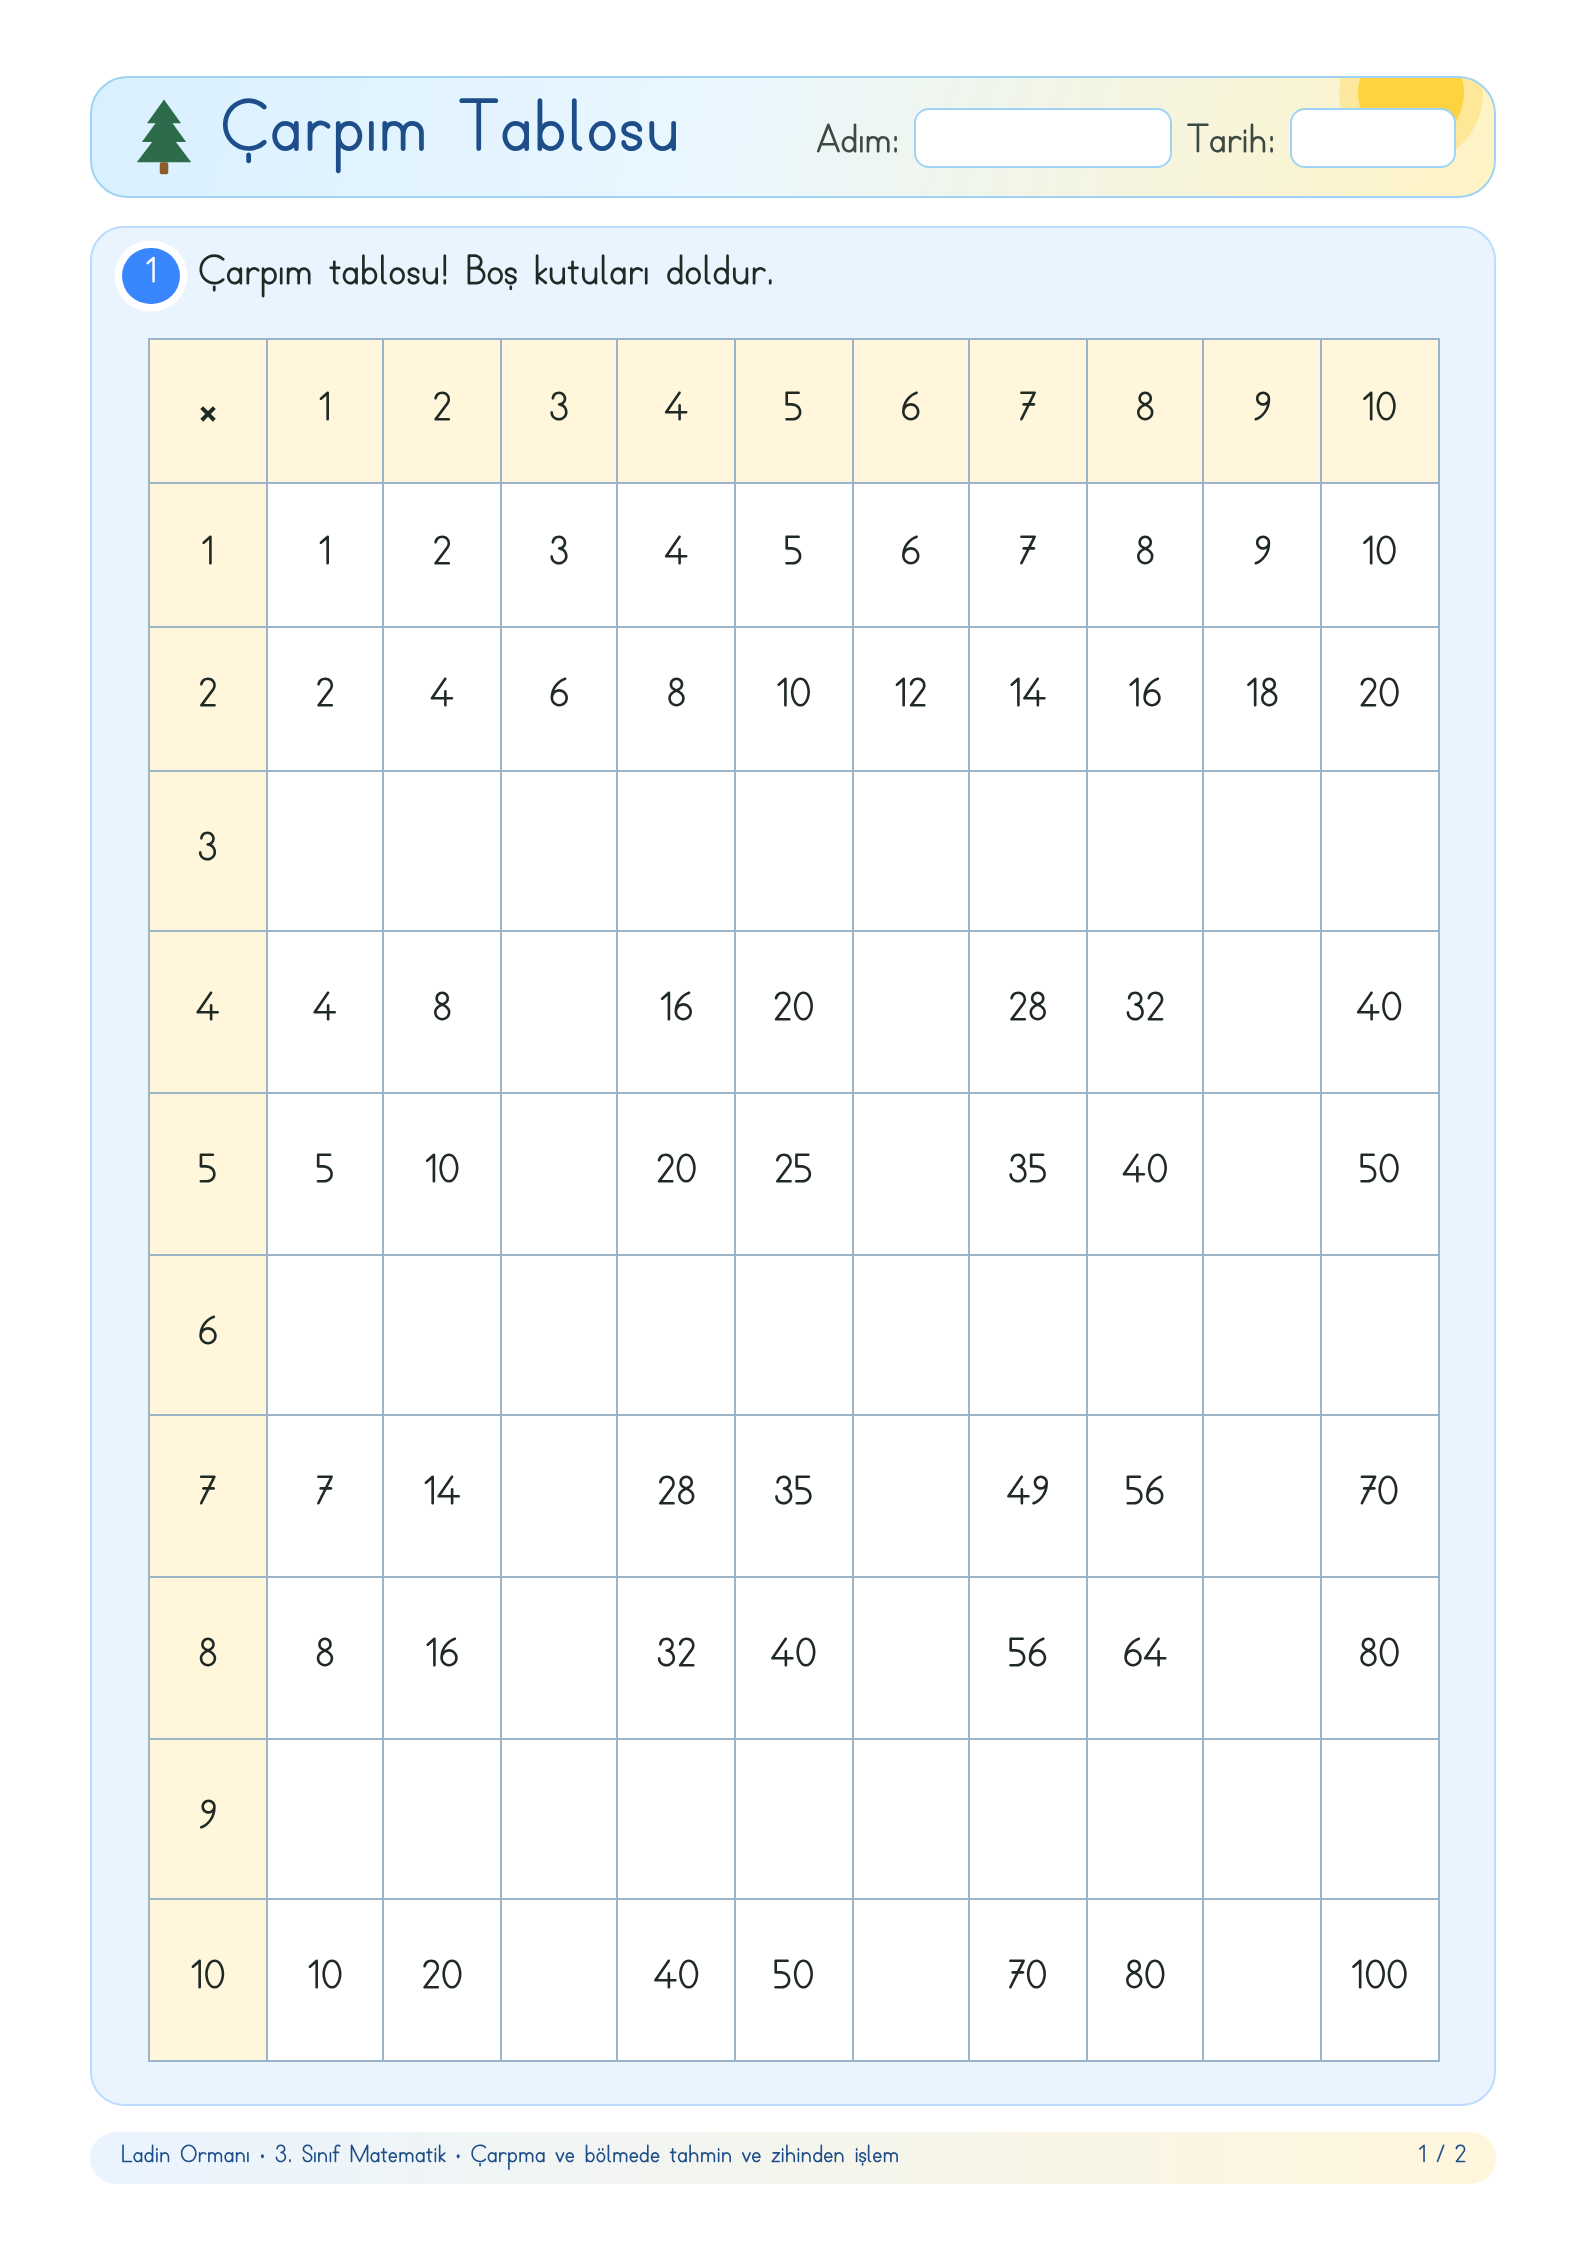 Çarpım Tablosu
Adım: Tarih:
1 Çarpım tablosu! Boş kutuları doldur.
× 1 2 3 4 5 6 7 8 9 10
1 1 2 3 4 5 6 7 8 9 10
2 2 4 6 8 10 12 14 16 18 20
3
4 4 8 16 20 28 32 40
5 5 10 20 25 35 40 50
6
7 7 14 28 35 49 56 70
8 8 16 32 40 56 64 80
9
10 10 20 40 50 70 80 100
Ladin Ormanı • 3. Sınıf Matematik • Çarpma ve bölmede tahmin ve zihinden işlem 1 / 2